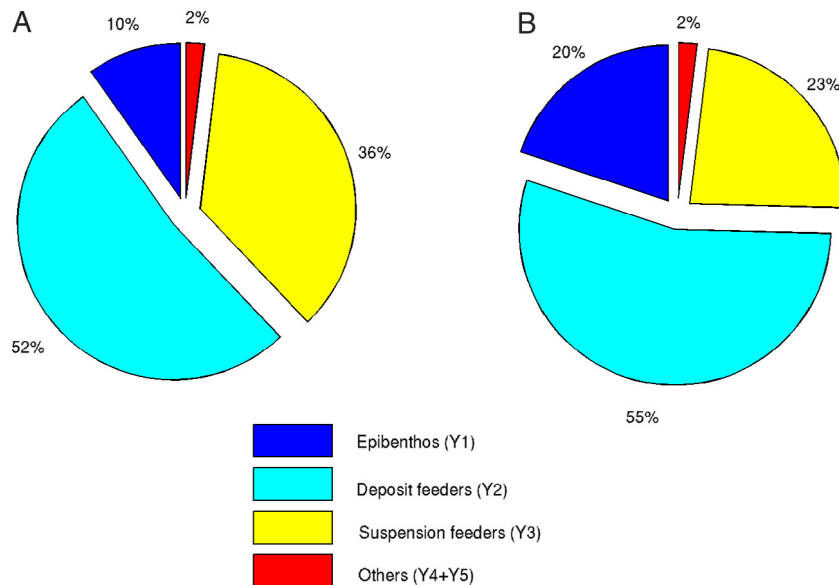 A
10%
2%
36%
52%
B
20%
2%
23%
55%
Epibenthos (Y1)
Deposit feeders (Y2)
Suspension feeders (Y3)
Others (Y4+Y5)